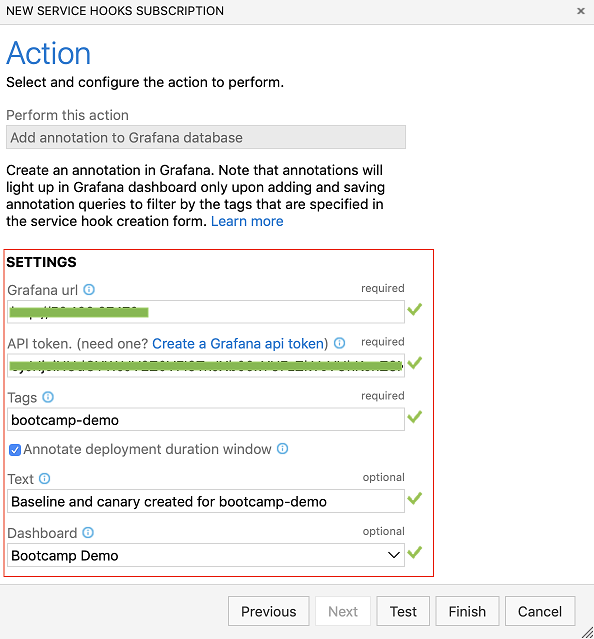 NEW SERVICE HOOKS SUBSCRIPTION
Action
Select and configure the action to perform.
Perform this action
Add annotation to Grafana database
Create an annotation in Grafana. Note that annotations will
light up in Grafana dashboard only upon adding and saving
annotation queries to filter by the tags that are specified in
the service hook creation form. Learn more
SETTINGS
Grafana url required
API token. (need one? Create a Grafana api token) required
Tags required
bootcamp-demo
Annotate deployment duration window
Text optional
Baseline and canary created for bootcamp-demo
Dashboard optional
Bootcamp Demo
Previous Next Test Finish Cancel